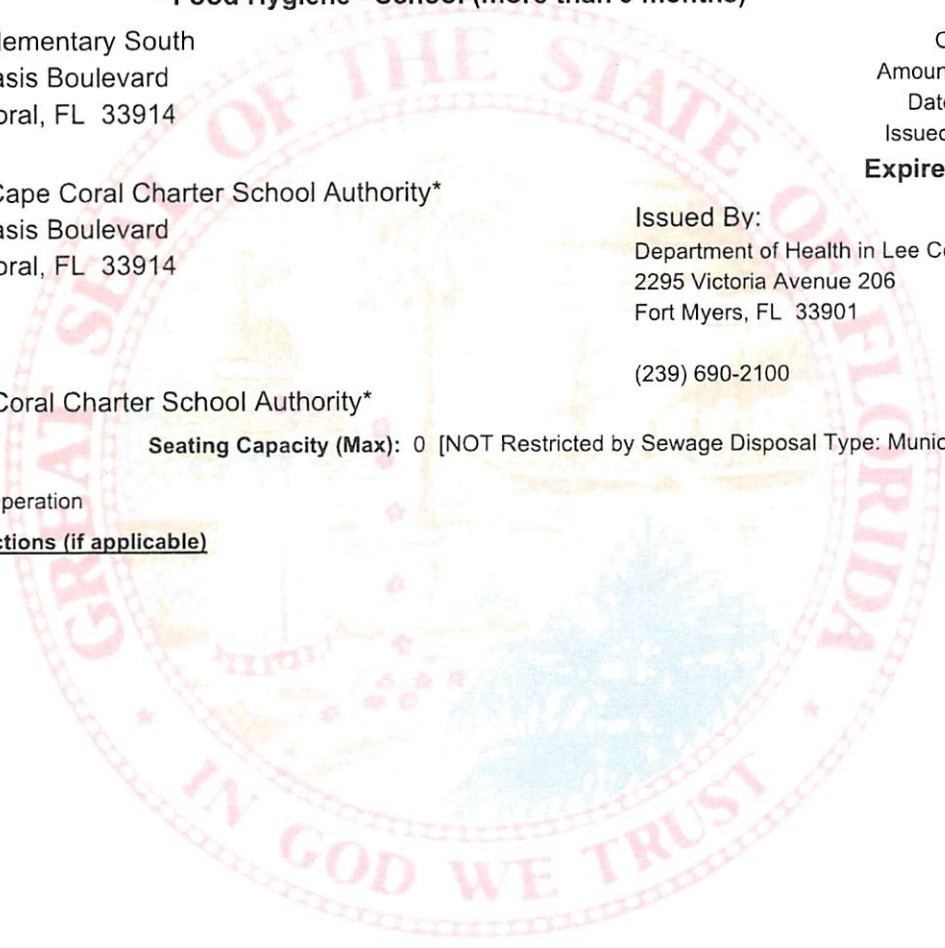 Food Hygiene - School (More than 9 months)
lementary South
asis Boulevard
oral, FL 33914
Amoun
Date
Issued
Expire
Cape Coral Charter School Authority*
asis Boulevard
oral, FL 33914
Issued By:
Department of Health in Lee Co
2295 Victoria Avenue 206
Fort Myers, FL 33901
(239) 690-2100
Coral Charter School Authority*
Seating Capacity (Max): 0 [NOT Restricted by Sewage Disposal Type: Munic
peration
ctions (if applicable)
GREAT SEAL OF THE STATE OF FLORIDA
IN GOD WE TRUST